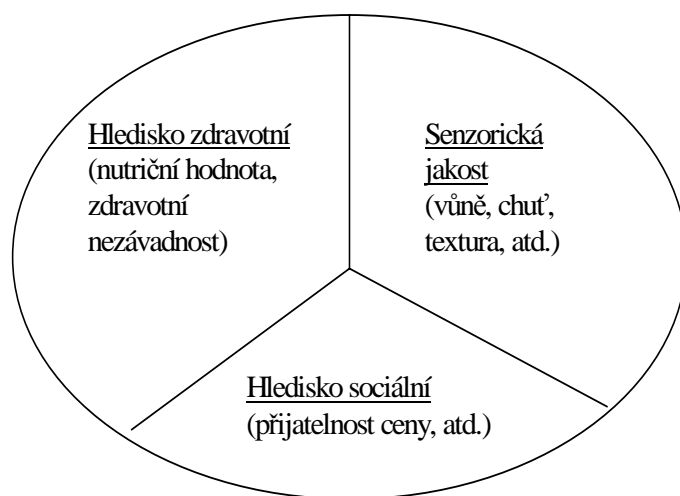 Hledisko zdravotní
(nutriční hodnota,
zdravotní
nezávadnost)
Senzorická
jakost
(vůně, chuť,
textura, atd.)
Hledisko sociální
(přijatelnost ceny, atd.)